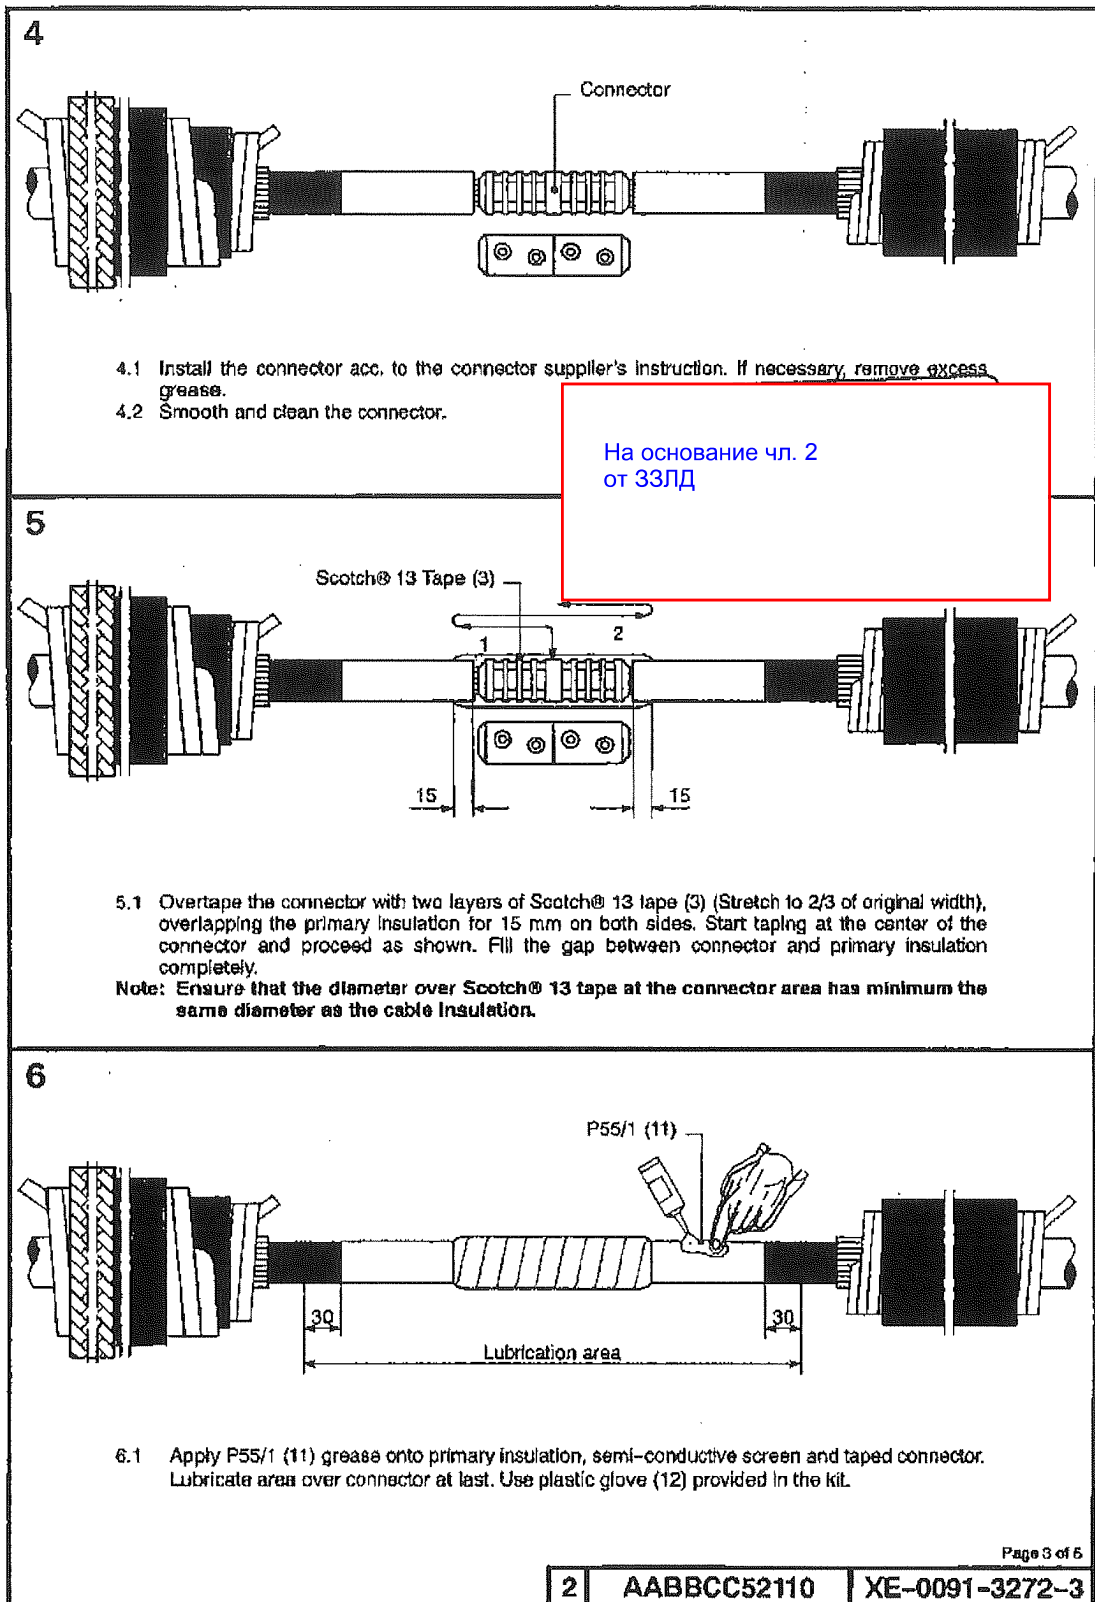 4
Connector
4.1 Install the connector acc. to the connector supplier's instruction. If necessary, remove excess
grease.
4.2 Smooth and clean the connector.
На основание чл. 2
от ЗЗЛД
5
Scotch® 13 Tape (3)
1 2
15 15
5.1 Overtape the connector with two layers of Scotch® 13 tape (3) (Stretch to 2/3 of original width),
overlapping the primary insulation for 15 mm on both sides. Start taping at the center of the
connector and proceed as shown. Fill the gap between connector and primary insulation
completely.
Note: Ensure that the diameter over Scotch® 13 tape at the connector area has minimum the
same diameter as the cable insulation.
6
P55/1 (11)
30 30
Lubrication area
6.1 Apply P55/1 (11) grease onto primary insulation, semi-conductive screen and taped connector.
Lubricate area over connector at last. Use plastic glove (12) provided in the kit.
Page 3 of 5
2 AABBCC52110 XE-0091-3272-3